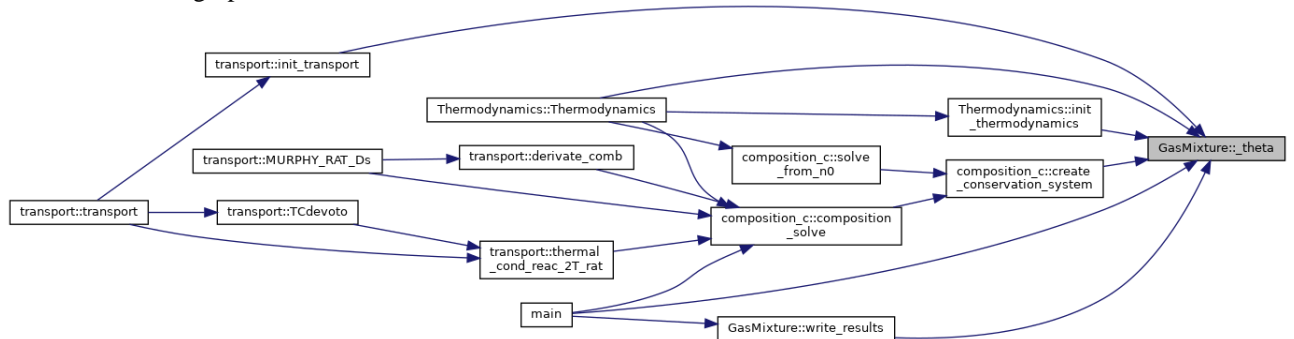 transport::init_transport
Thermodynamics::Thermodynamics
Thermodynamics::init
_thermodynamics
GasMixture::_theta
transport::MURPHY_RAT_Ds
transport::derivate_comb
composition_c::solve
_from_n0
composition_c::create
_conservation_system
transport::transport
transport::TCdevoto
composition_c::composition
_solve
transport::thermal
_cond_reac_2T_rat
main
GasMixture::write_results